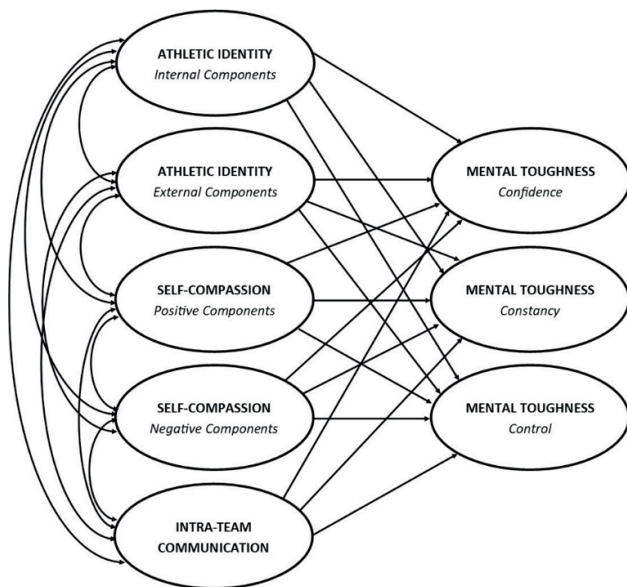 ATHLETIC IDENTITY
Internal Components
ATHLETIC IDENTITY
External Components
SELF-COMPASSION
Positive Components
SELF-COMPASSION
Negative Components
INTRA-TEAM
COMMUNICATION
MENTAL TOUGHNESS
Confidence
MENTAL TOUGHNESS
Constancy
MENTAL TOUGHNESS
Control